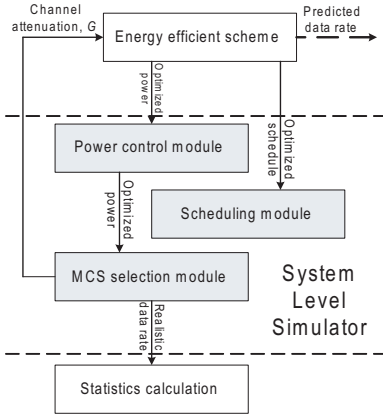 Channel
attenuation, G
Predicted
data rate
Energy efficient scheme
Optimized
power
Optimized
schedule
Power control module
Optimized
power
Scheduling module
MCS selection module
System
Level
Simulator
Realistic
data rate
Statistics calculation